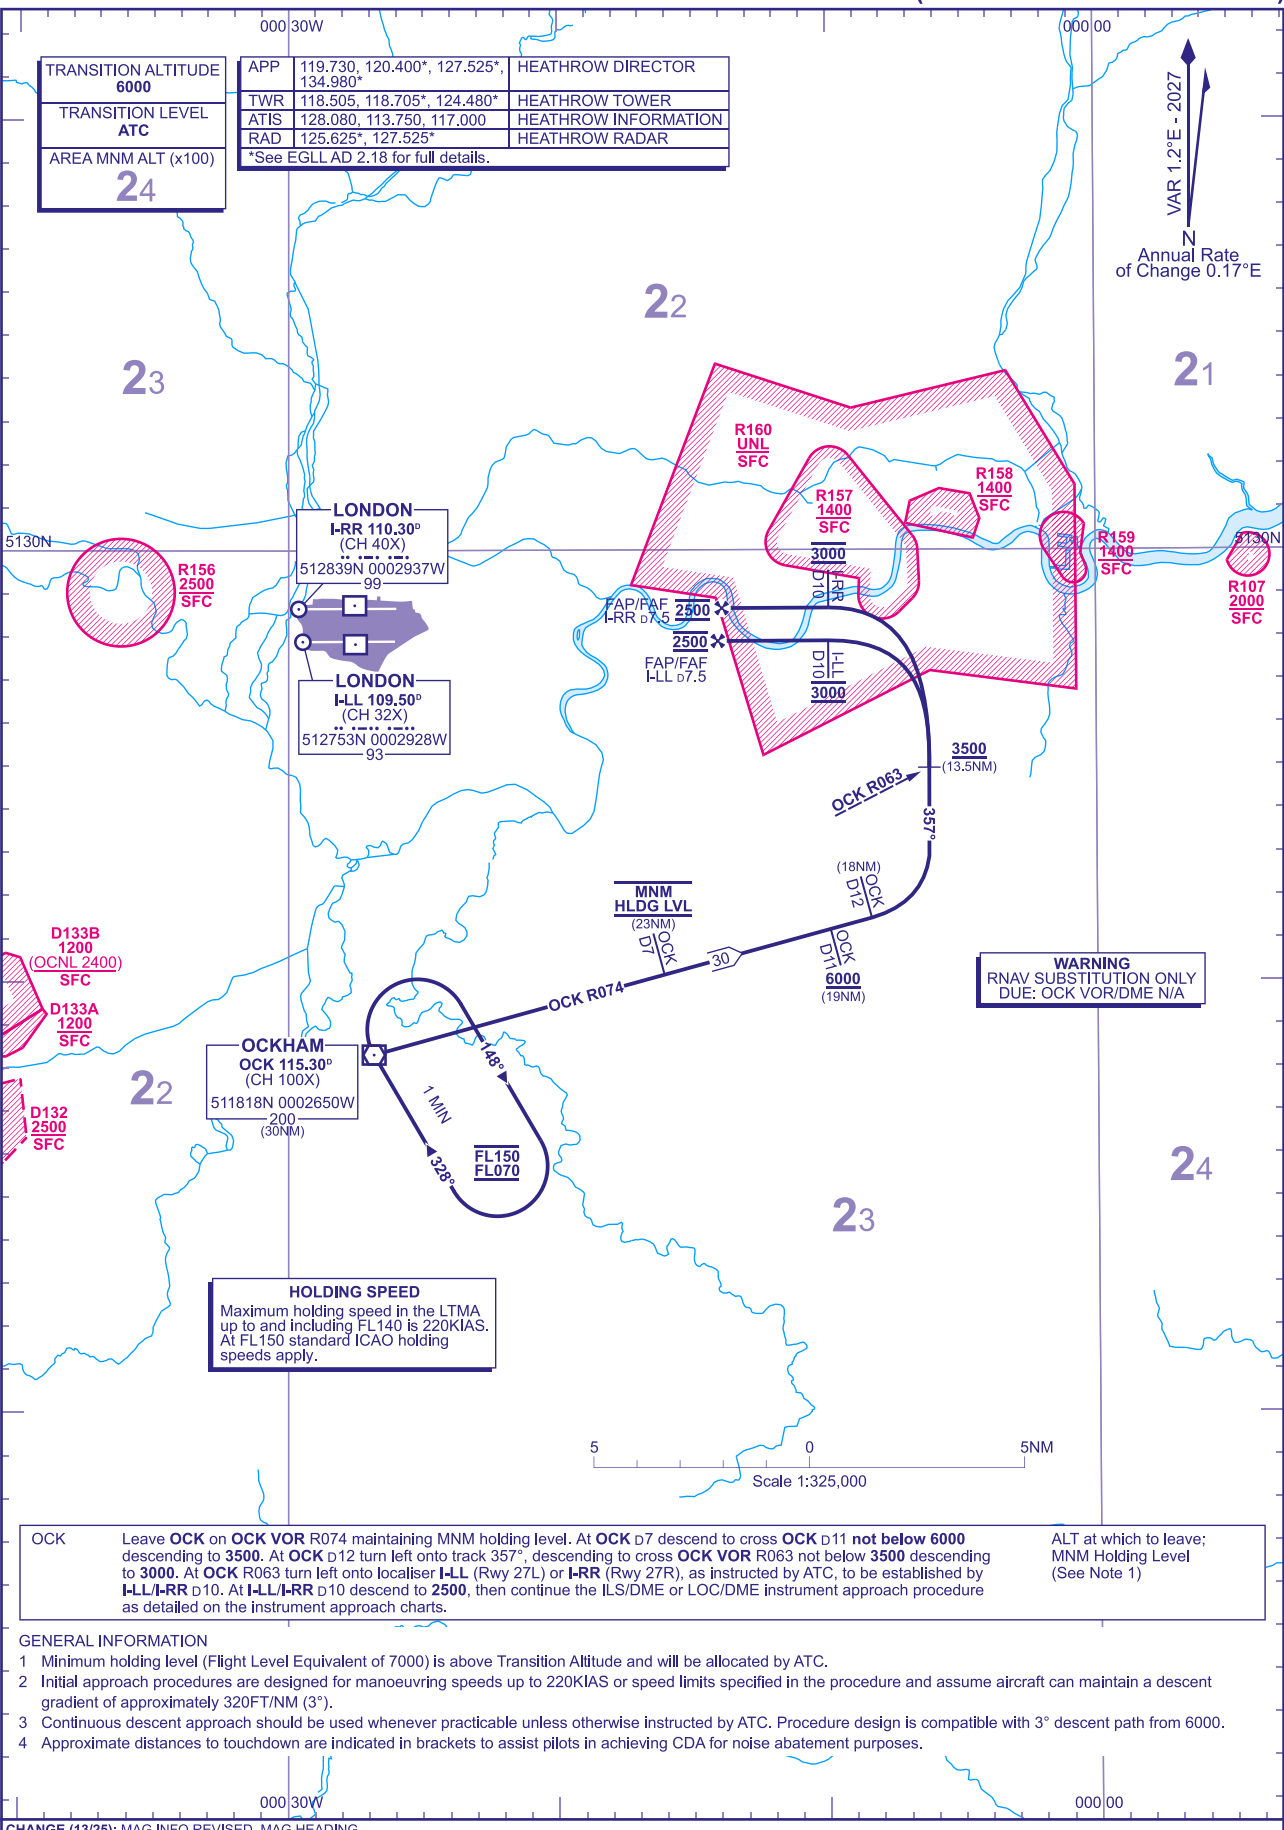 000 30W
000 00
TRANSITION ALTITUDE
6000
TRANSITION LEVEL
ATC
AREA MNM ALT (x100)
24
APP 119.730, 120.400*, 127.525*, 134.980* HEATHROW DIRECTOR
TWR 118.505, 118.705*, 124.480* HEATHROW TOWER
ATIS 128.080, 113.750, 117.000 HEATHROW INFORMATION
RAD 125.625*, 127.525* HEATHROW RADAR
*See EGLL AD 2.18 for full details.
VAR 1.2°E - 2027
N
Annual Rate
of Change 0.17°E
22
23
21
R160
UNL
SFC
R157
1400
SFC
R158
1400
SFC
R159
1400
SFC
5130N
5130N
R107
2000
SFC
R156
2500
SFC
LONDON
I-RR 110.30ᴰ
(CH 40X)
512839N 0002937W
99
LONDON
I-LL 109.50ᴰ
(CH 32X)
512753N 0002928W
93
3000
I-RR
D10
FAP/FAF
I-RR D7.5
2500
2500
FAP/FAF
I-LL D7.5
I-LL
D10
3000
3500
(13.5NM)
OCK R063
357°
(18NM)
OCK
D12
MNM
HLDG LVL
(23NM)
OCK
D7
30
OCK
D11
6000
(19NM)
OCK R074
WARNING
RNAV SUBSTITUTION ONLY
DUE: OCK VOR/DME N/A
D133B
1200
(OCNL 2400)
SFC
D133A
1200
SFC
D132
2500
SFC
22
OCKHAM
OCK 115.30ᴰ
(CH 100X)
511818N 0002650W
200
(30NM)
148°
1 MIN
328°
FL150
FL070
24
23
HOLDING SPEED
Maximum holding speed in the LTMA
up to and including FL140 is 220KIAS.
At FL150 standard ICAO holding
speeds apply.
5 0 5NM
Scale 1:325,000
OCK
Leave OCK on OCK VOR R074 maintaining MNM holding level. At OCK D7 descend to cross OCK D11 not below 6000
descending to 3500. At OCK D12 turn left onto track 357°, descending to cross OCK VOR R063 not below 3500 descending
to 3000. At OCK R063 turn left onto localiser I-LL (Rwy 27L) or I-RR (Rwy 27R), as instructed by ATC, to be established by
I-LL/I-RR D10. At I-LL/I-RR D10 descend to 2500, then continue the ILS/DME or LOC/DME instrument approach procedure
as detailed on the instrument approach charts.
ALT at which to leave;
MNM Holding Level
(See Note 1)
GENERAL INFORMATION
1 Minimum holding level (Flight Level Equivalent of 7000) is above Transition Altitude and will be allocated by ATC.
2 Initial approach procedures are designed for manoeuvring speeds up to 220KIAS or speed limits specified in the procedure and assume aircraft can maintain a descent
gradient of approximately 320FT/NM (3°).
3 Continuous descent approach should be used whenever practicable unless otherwise instructed by ATC. Procedure design is compatible with 3° descent path from 6000.
4 Approximate distances to touchdown are indicated in brackets to assist pilots in achieving CDA for noise abatement purposes.
000 30W
000 00
CHANGE (13/25): MAG INFO REVISED. MAG HEADING.